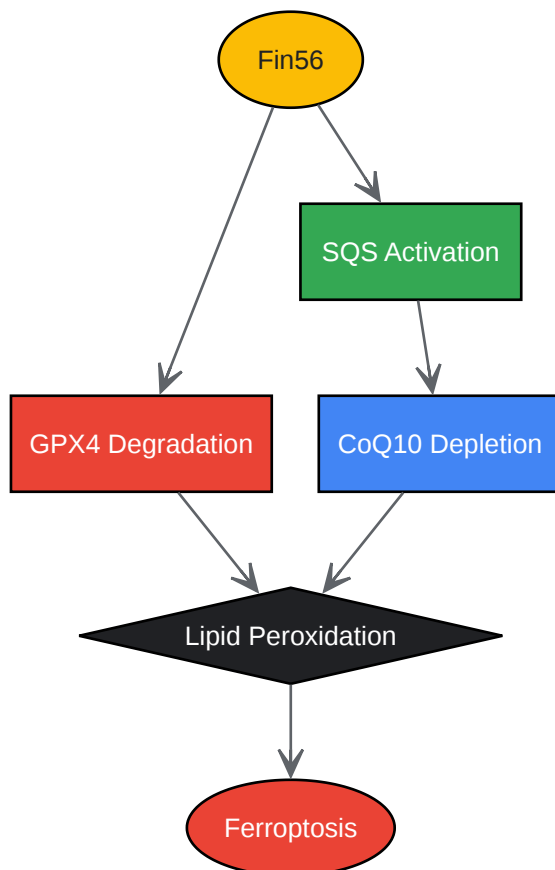 Fin56
SQS Activation
GPX4 Degradation
CoQ10 Depletion
Lipid Peroxidation
Ferroptosis